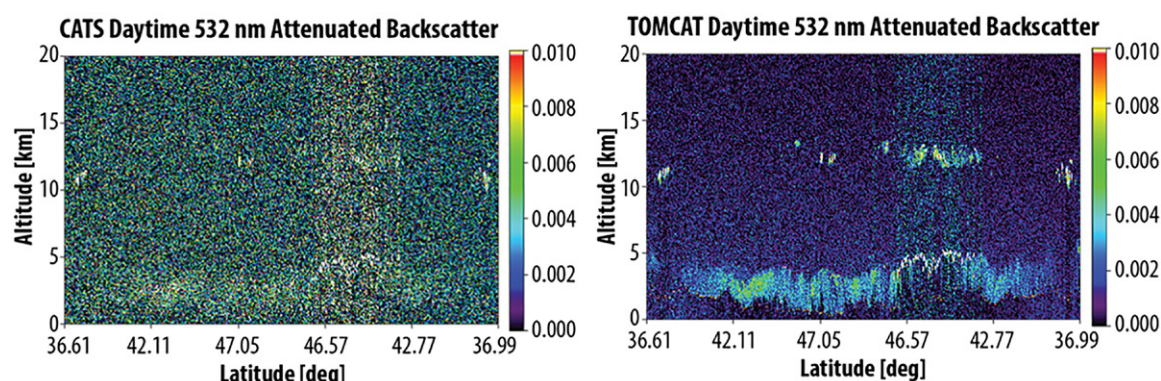 CATS Daytime 532 nm Attenuated Backscatter
20
15
10
5
0
Altitude [km]
36.61 42.11 47.05 46.57 42.77 36.99
Latitude [deg]
0.010
0.008
0.006
0.004
0.002
0.000
TOMCAT Daytime 532 nm Attenuated Backscatter
20
15
10
5
0
Altitude [km]
36.61 42.11 47.05 46.57 42.77 36.99
Latitude [deg]
0.010
0.008
0.006
0.004
0.002
0.000